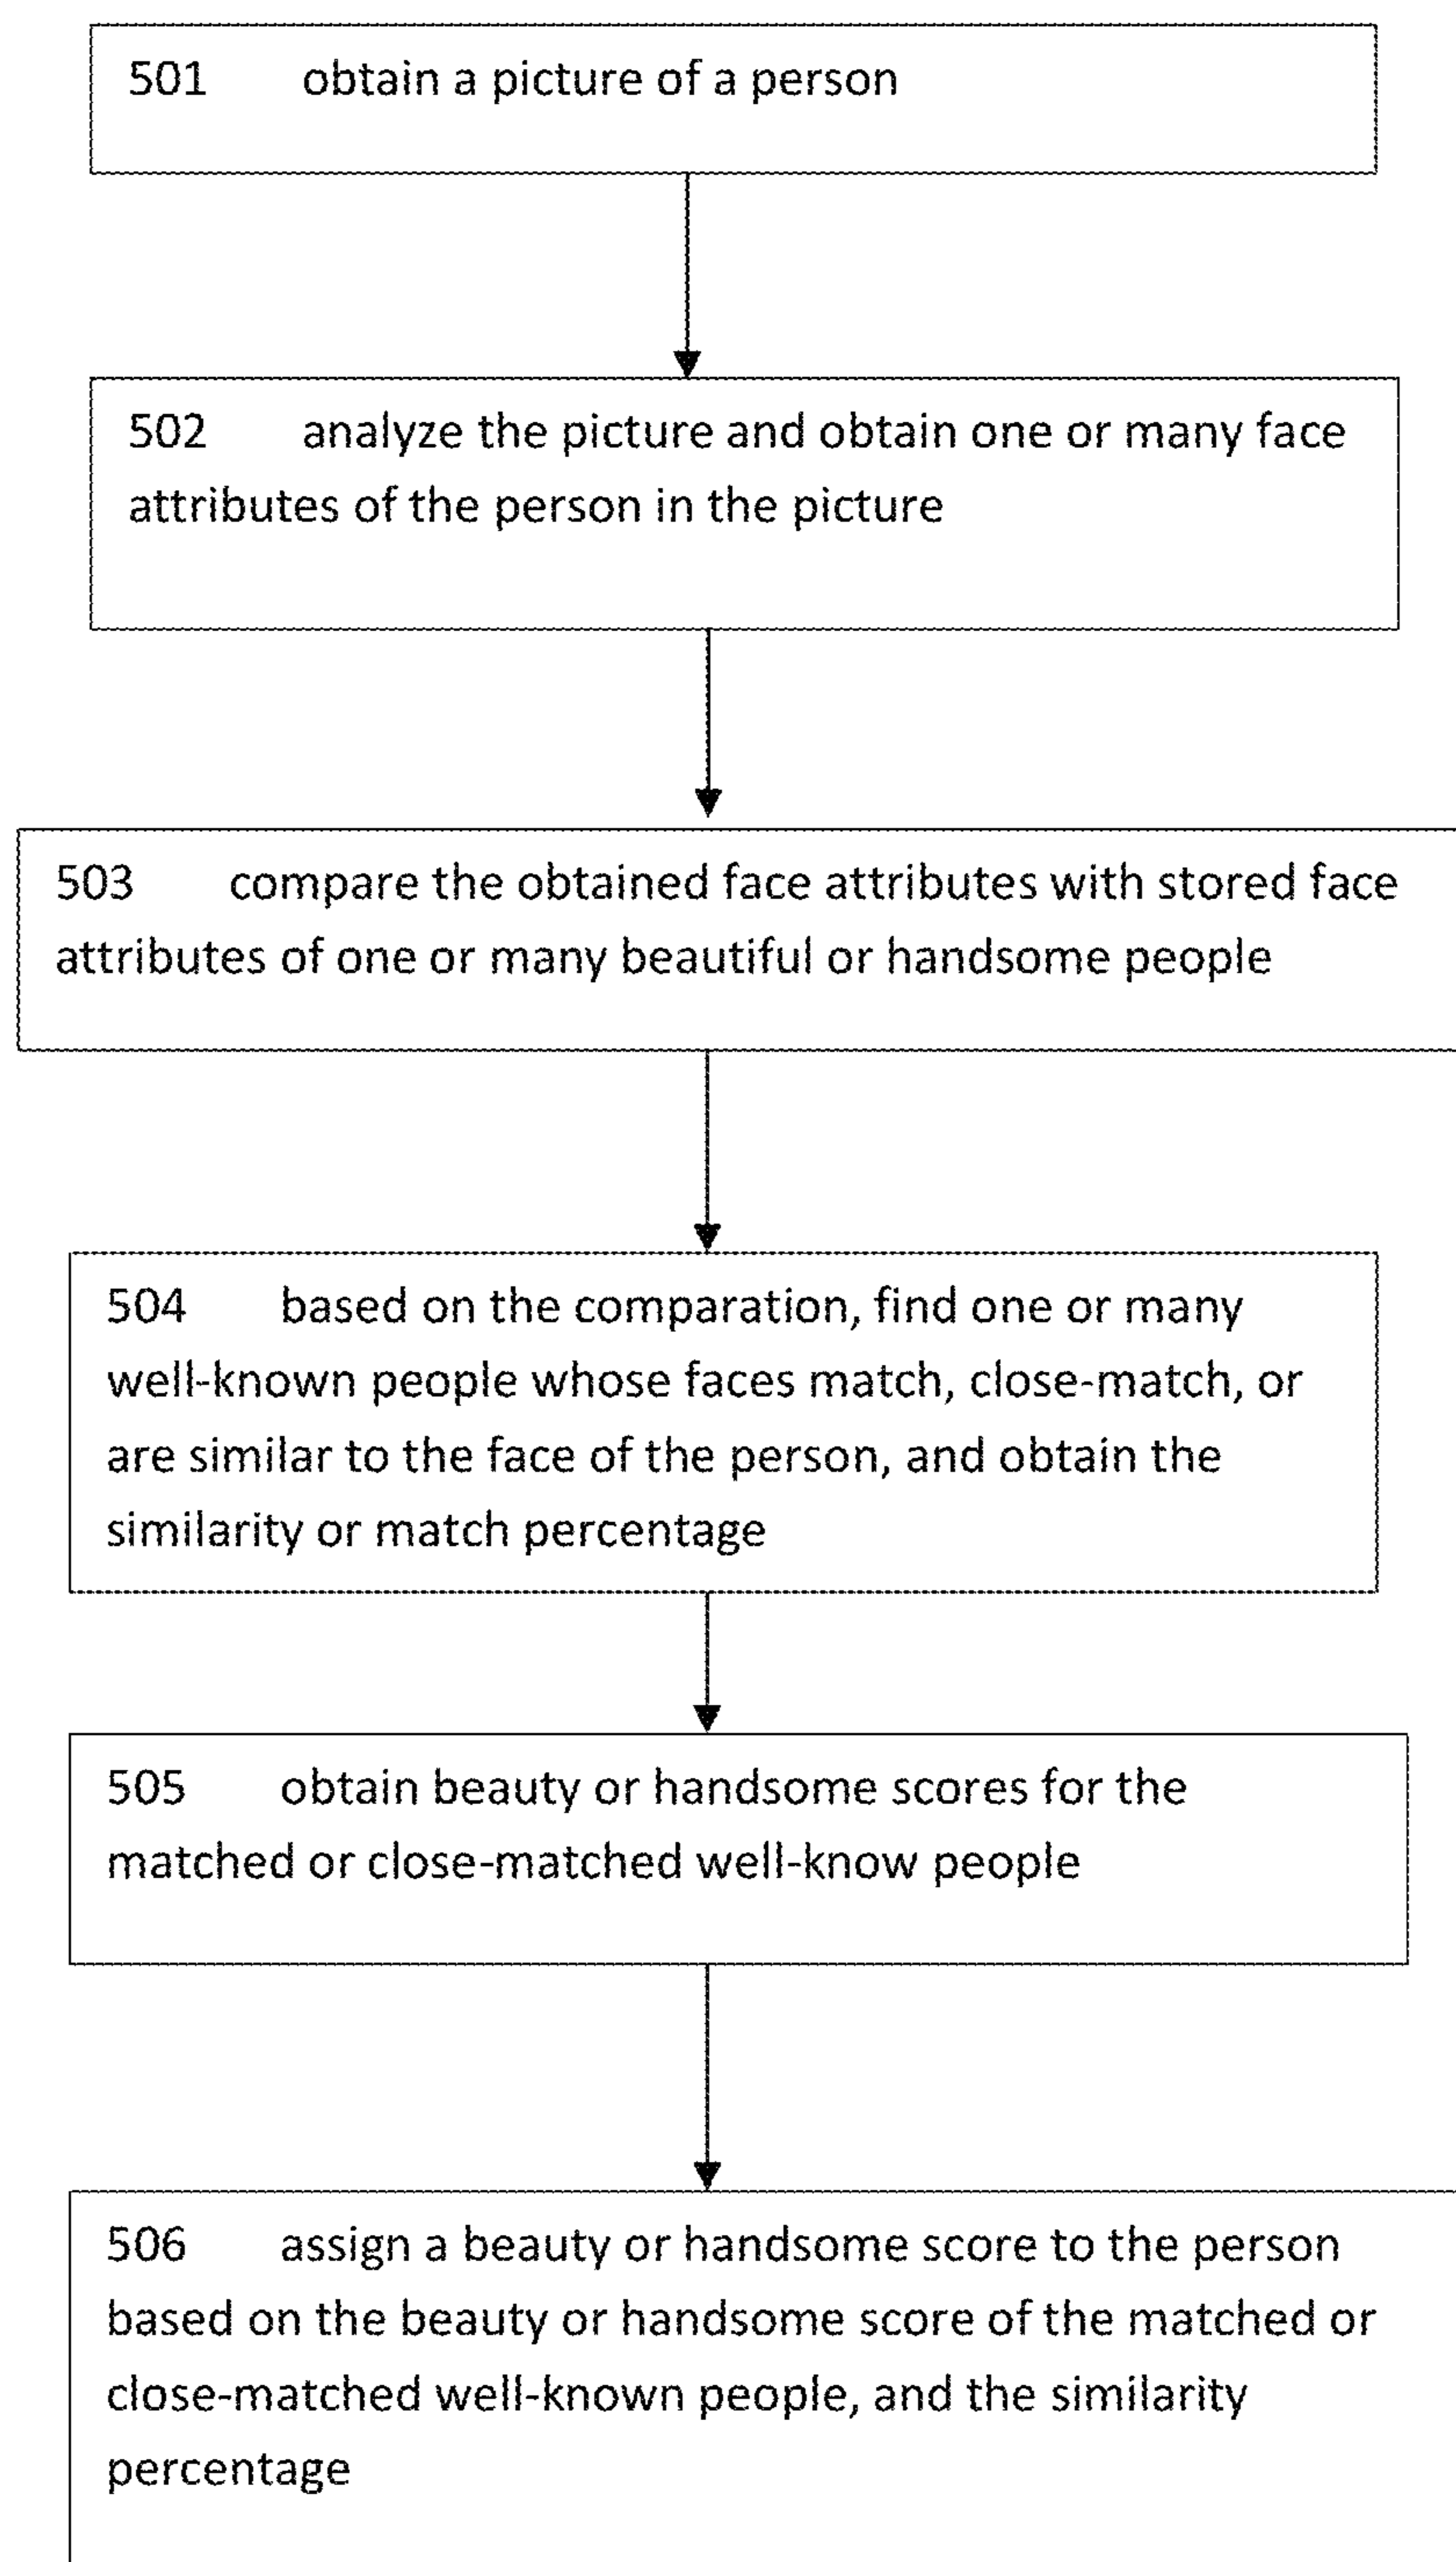 501 obtain a picture of a person
502 analyze the picture and obtain one or many face
attributes of the person in the picture
503 compare the obtained face attributes with stored face
attributes of one or many beautiful or handsome people
504 based on the comparation, find one or many
well-known people whose faces match, close-match, or
are similar to the face of the person, and obtain the
similarity or match percentage
505 obtain beauty or handsome scores for the
matched or close-matched well-know people
506 assign a beauty or handsome score to the person
based on the beauty or handsome score of the matched or
close-matched well-known people, and the similarity
percentage